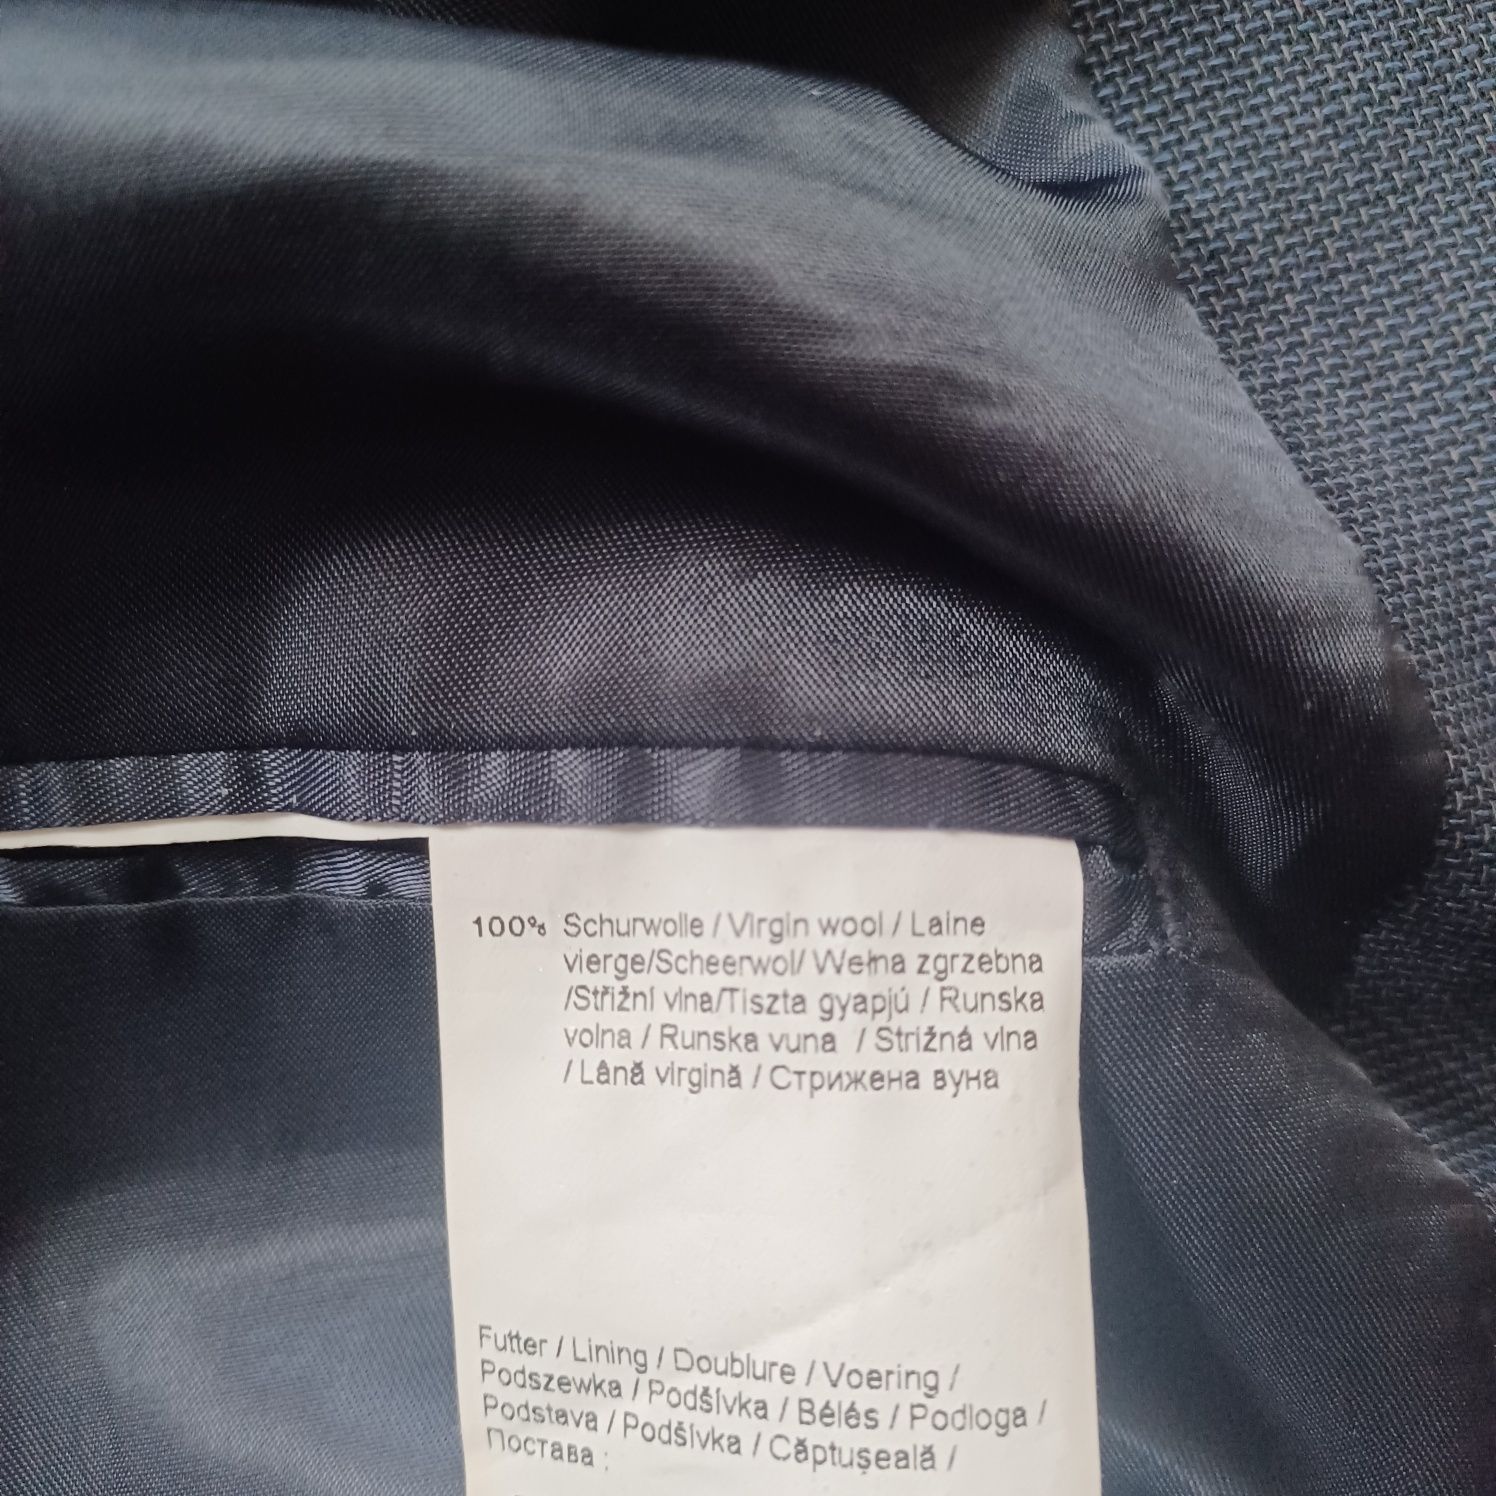 100% Schurwolle / Virgin wool / Laine
vierge/Scheerwol/ Wełna zgrzebna
/Střižní vlna/Tiszta gyapjú / Runska
volna / Runska vuna / Strižná vlna
/ Lână virgină / Стрижена вуна
Futter / Lining / Doublure / Voering /
Podszewka / Podšívka / Bélés / Podloga /
Podstava / Podšívka / Căptuşeală /
Постава :